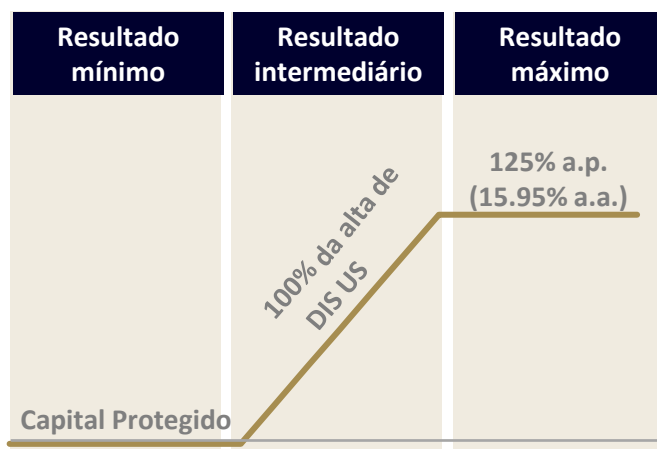 Resultado
mínimo
Resultado
intermediário
Resultado
máximo
125% a.p.
(15.95% a.a.)
100% da alta de
DIS US
Capital Protegido